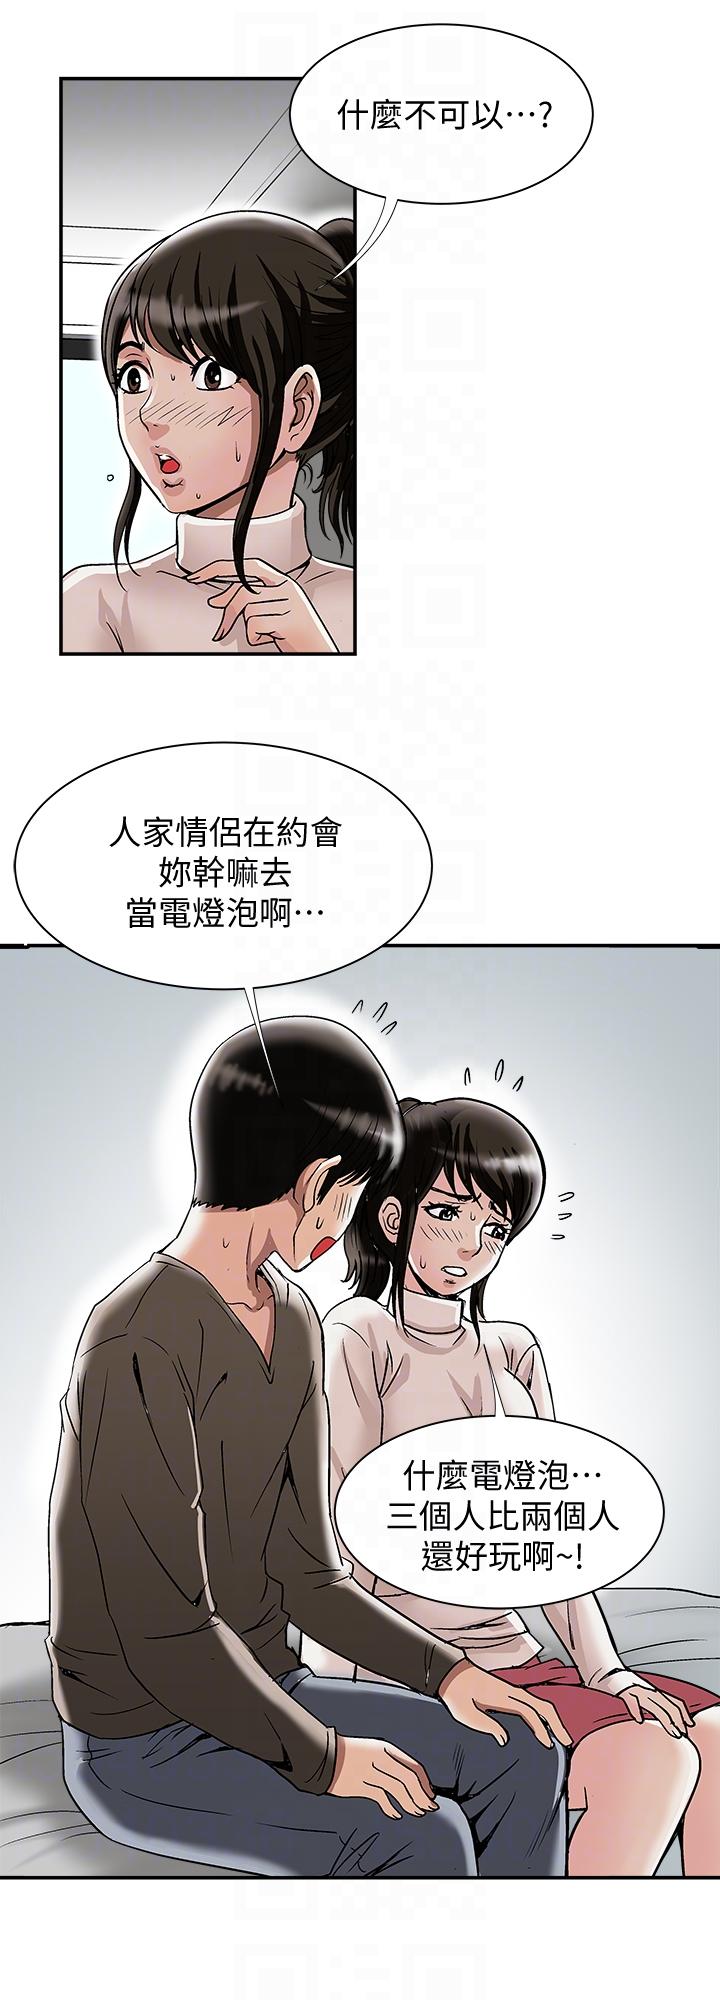 什麼不可以⋯?
人家情侶在約會
妳幹嘛去
當電燈泡啊⋯
什麼電燈泡⋯
三個人比兩個人
還好玩啊~!